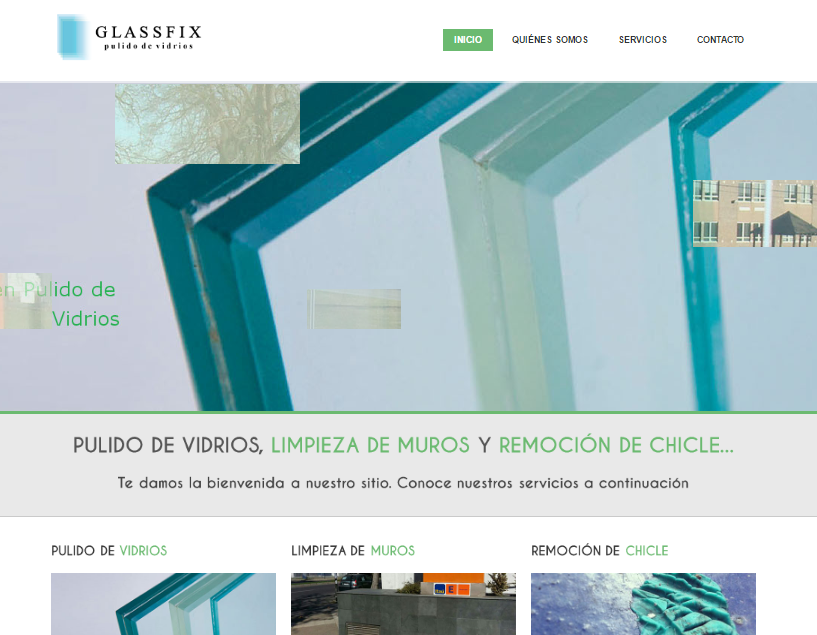 GLASSFIX
pulido de vidrios
INICIO
QUIÉNES SOMOS
SERVICIOS
CONTACTO
en Pulido de
Vidrios
PULIDO DE VIDRIOS, LIMPIEZA DE MUROS Y REMOCIÓN DE CHICLE...
Te damos la bienvenida a nuestro sitio. Conoce nuestros servicios a continuación
PULIDO DE VIDRIOS
LIMPIEZA DE MUROS
REMOCIÓN DE CHICLE